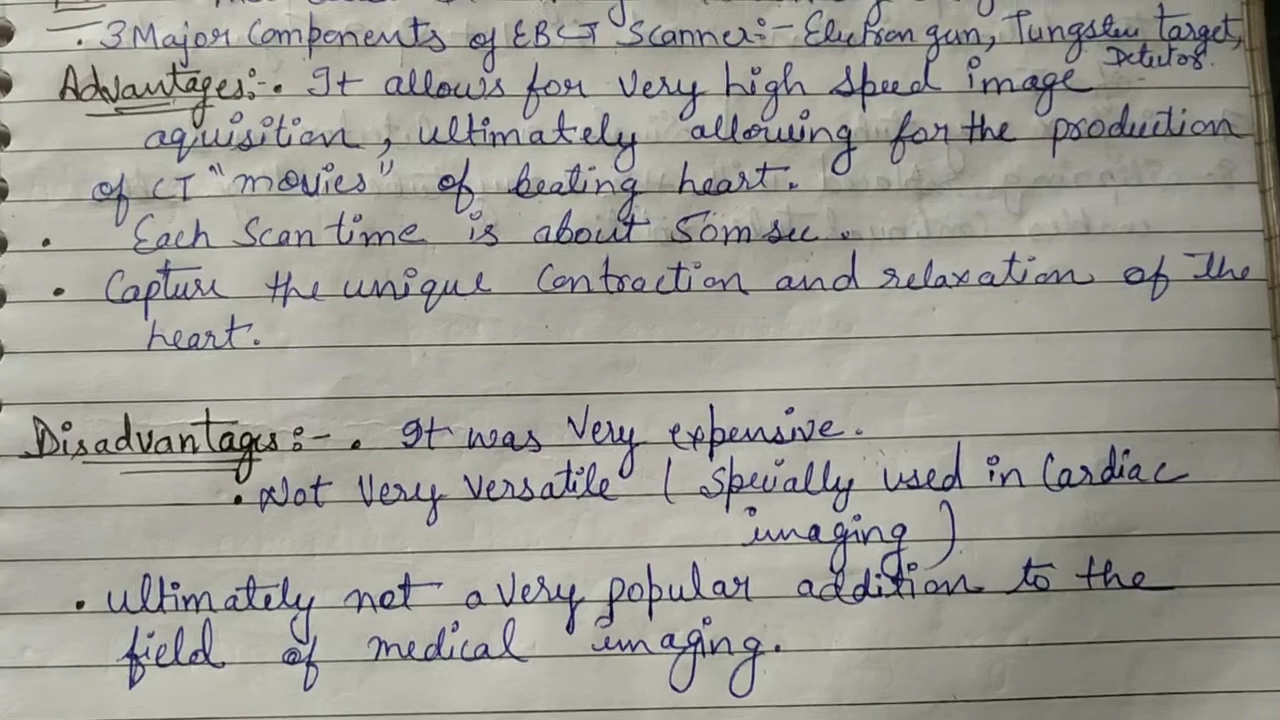 . 3 Major Components of EBCT Scanner:- Electron gun, Tungsten target,
Detector.
Advantages:- . It allows for very high speed image
aquisition, ultimately allowing for the production
of CT "movies" of beating heart.
. Each Scan time is about 50msec.
. Capture the unique Contraction and relaxation of The
heart.
Disadvantages:- . It was very expensive.
. Not Very Versatile ( Specially used in Cardiac
imaging )
. ultimately not a very popular addition to the
field of medical imaging.